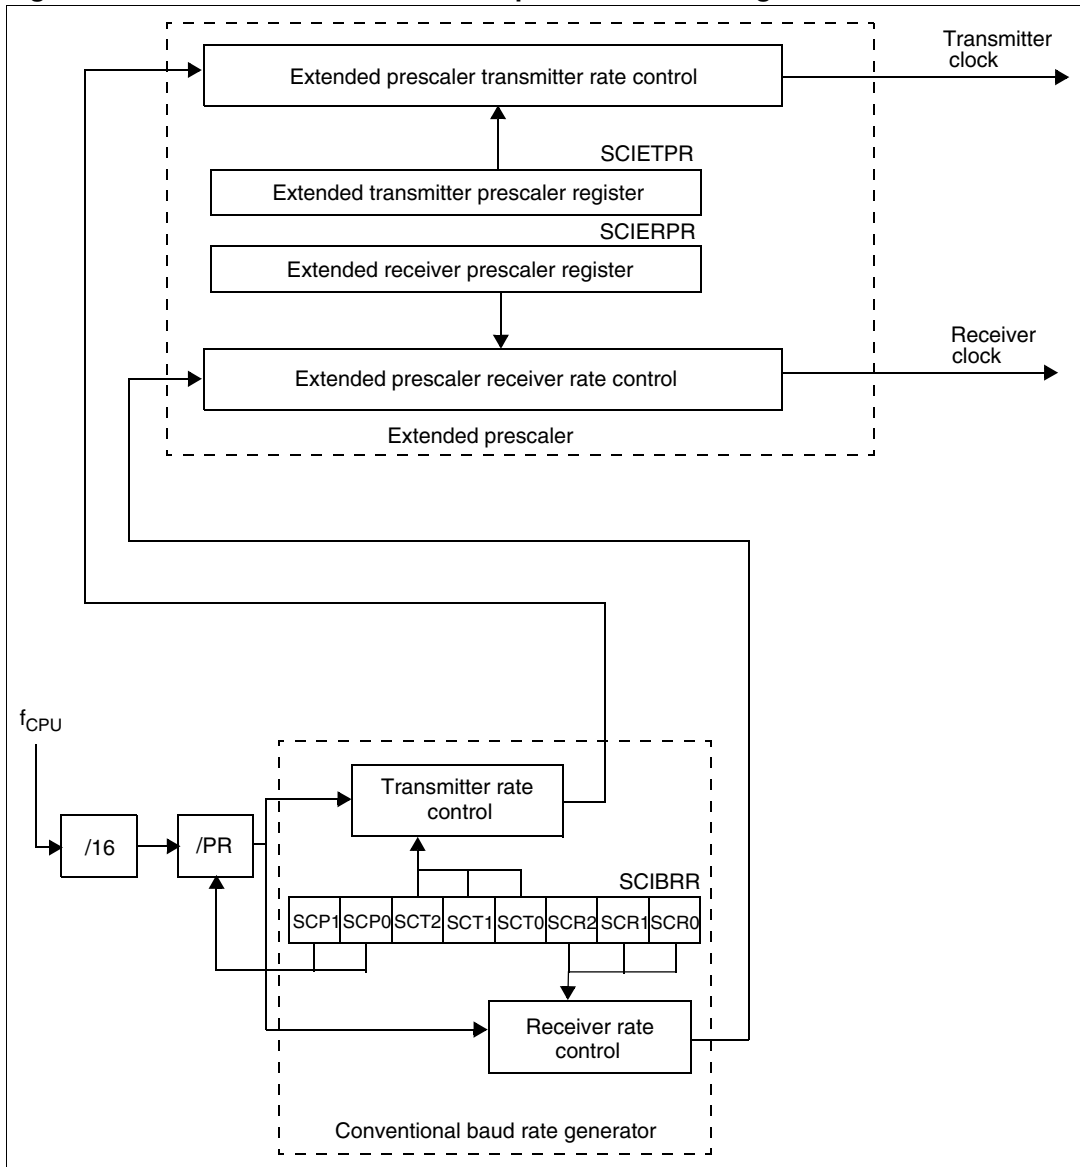 Transmitter
clock
Extended prescaler transmitter rate control
SCIETPR
Extended transmitter prescaler register
SCIERPR
Extended receiver prescaler register
Receiver
clock
Extended prescaler receiver rate control
Extended prescaler
fCPU
Transmitter rate
control
/16
/PR
SCIBRR
SCP1 SCP0 SCT2 SCT1 SCT0 SCR2 SCR1 SCR0
Receiver rate
control
Conventional baud rate generator